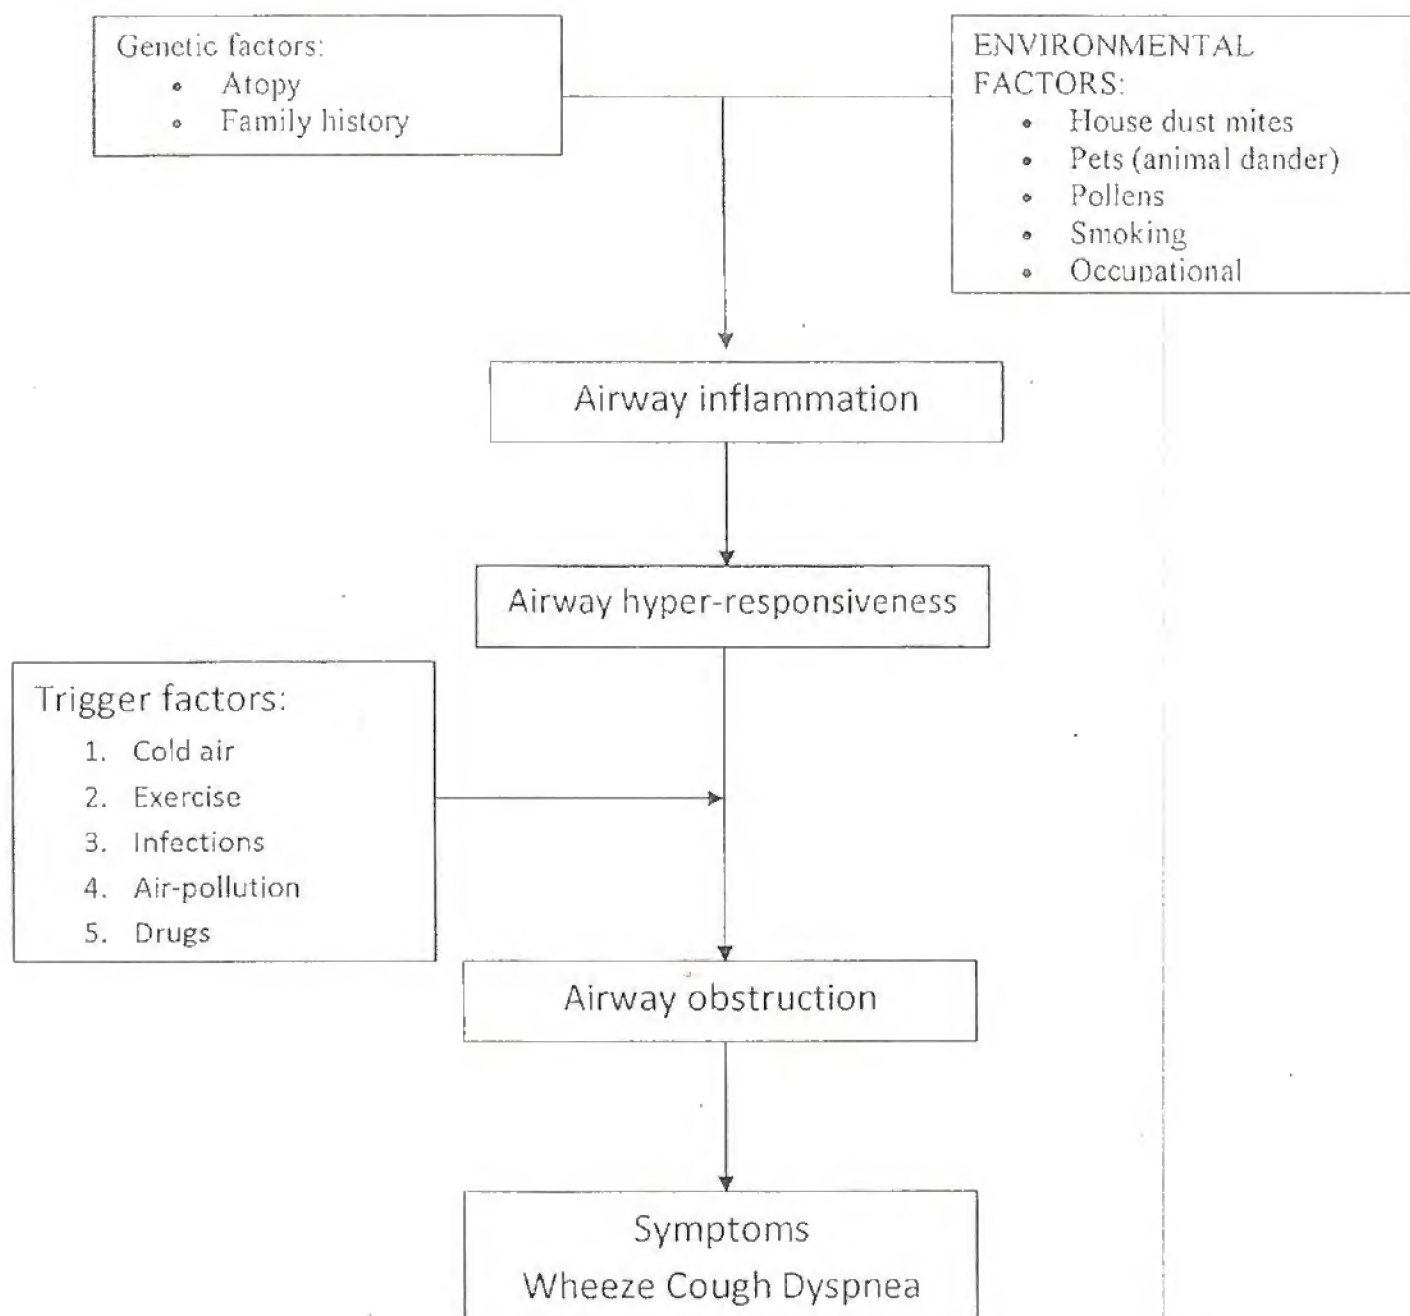 Genetic factors:
• Atopy
• Family history
ENVIRONMENTAL
FACTORS:
• House dust mites
• Pets (animal dander)
• Pollens
• Smoking
• Occupational
Airway inflammation
Airway hyper-responsiveness
Trigger factors:
1. Cold air
2. Exercise
3. Infections
4. Air-pollution
5. Drugs
Airway obstruction
Symptoms
Wheeze Cough Dyspnea